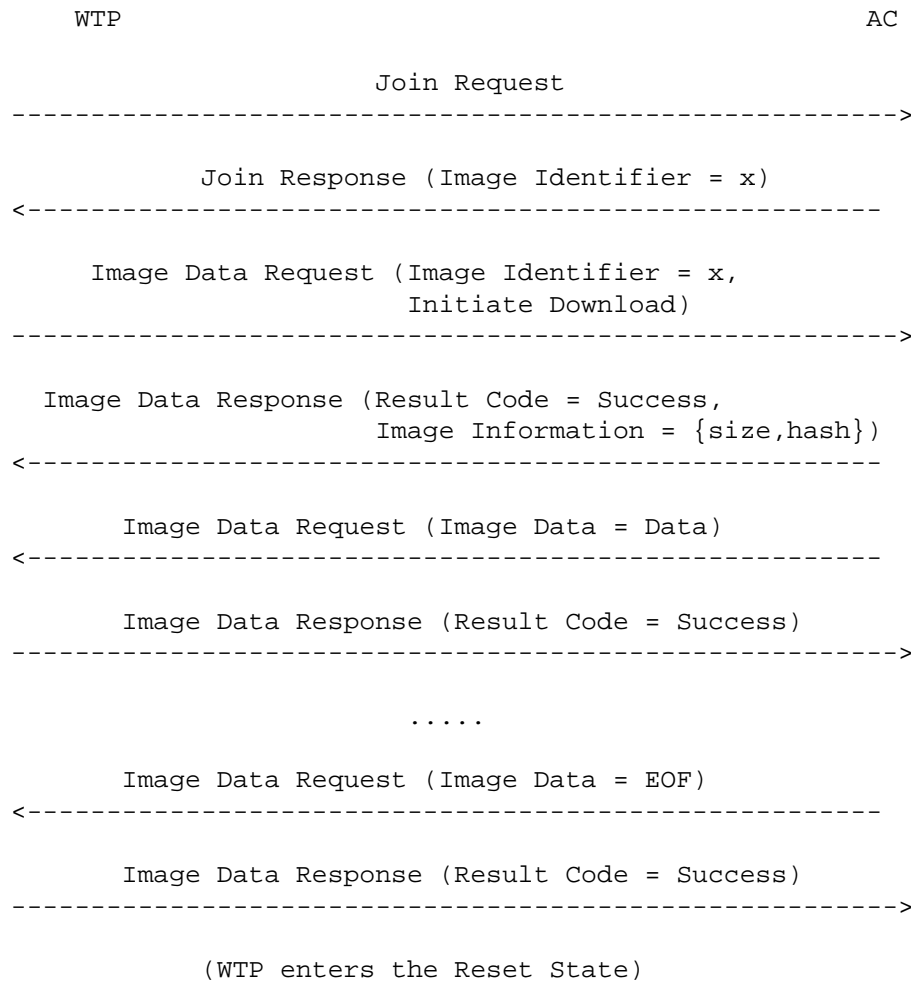 WTP AC
Join Request
------------------------------------------------------->
Join Response (Image Identifier = x)
<-----------------------------------------------------
Image Data Request (Image Identifier = x,
Initiate Download)
------------------------------------------------------->
Image Data Response (Result Code = Success,
Image Information = {size,hash})
<-----------------------------------------------------
Image Data Request (Image Data = Data)
<-----------------------------------------------------
Image Data Response (Result Code = Success)
------------------------------------------------------->
.....
Image Data Request (Image Data = EOF)
<-----------------------------------------------------
Image Data Response (Result Code = Success)
------------------------------------------------------->
(WTP enters the Reset State)